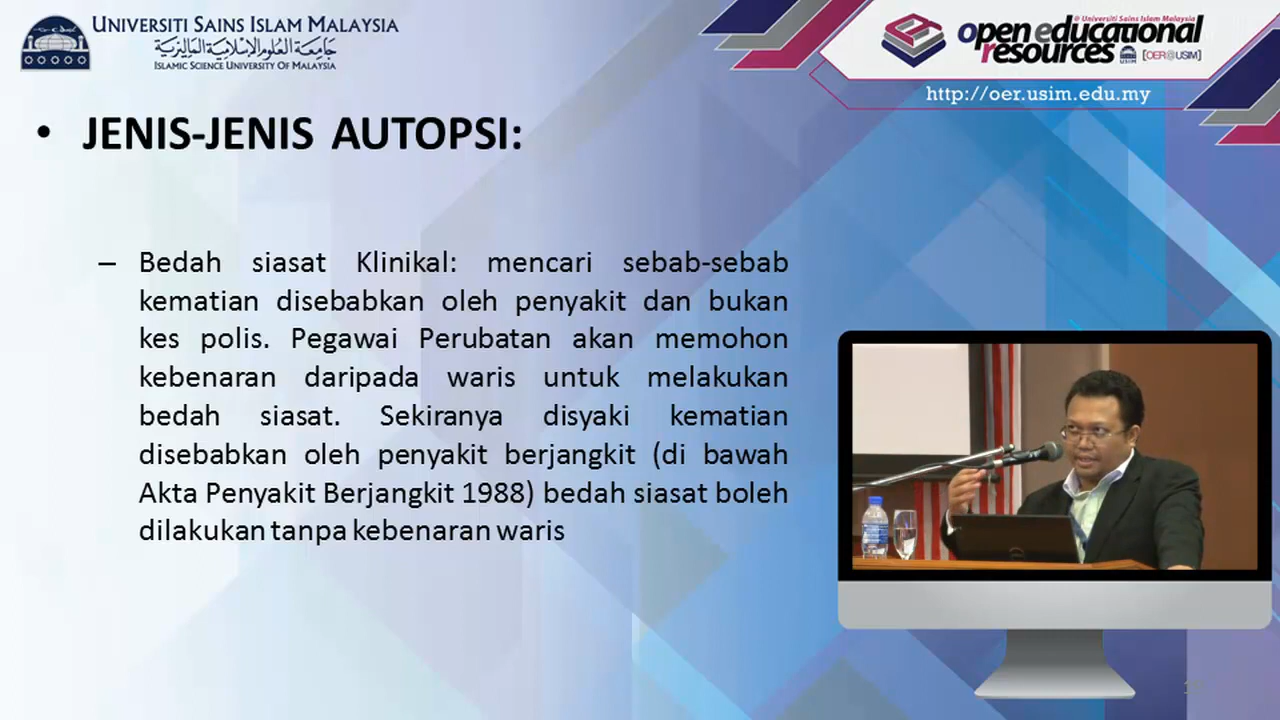 UNIVERSITI SAINS ISLAM MALAYSIA
جامعة العلوم الإسلامية الماليزية
ISLAMIC SCIENCE UNIVERSITY OF MALAYSIA
@ Universiti Sains Islam Malaysia
open educational
resources
USIM [OER@USIM]
http://oer.usim.edu.my
• JENIS-JENIS AUTOPSI:
– Bedah siasat Klinikal: mencari sebab-sebab
kematian disebabkan oleh penyakit dan bukan
kes polis. Pegawai Perubatan akan memohon
kebenaran daripada waris untuk melakukan
bedah siasat. Sekiranya disyaki kematian
disebabkan oleh penyakit berjangkit (di bawah
Akta Penyakit Berjangkit 1988) bedah siasat boleh
dilakukan tanpa kebenaran waris